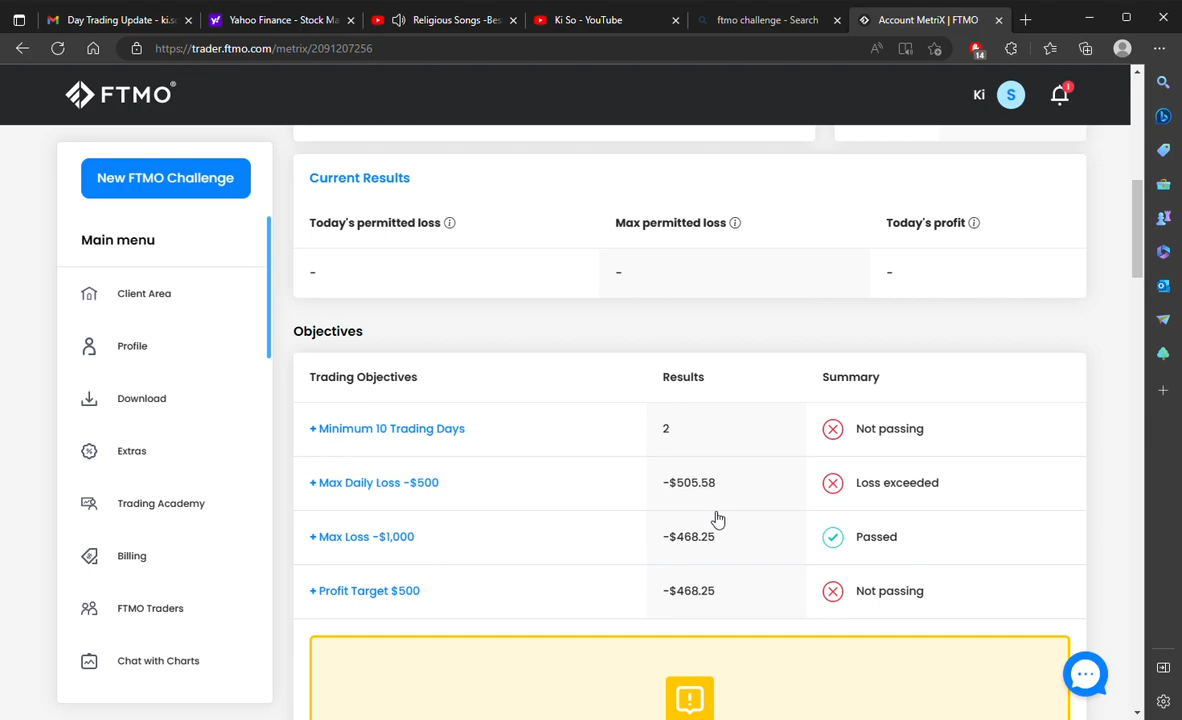 Day Trading Update - ki.s
Yahoo Finance - Stock Ma
Religious Songs -Bes
Ki So - YouTube
ftmo challenge - Search
Account MetriX | FTMO
https://trader.ftmo.com/metrix/2091207256
14
FTMO®
Ki
S
1
New FTMO Challenge
Main menu
Client Area
Profile
Download
Extras
Trading Academy
Billing
FTMO Traders
Chat with Charts
Current Results
Today's permitted loss Max permitted loss Today's profit
- - -
Objectives
Trading Objectives Results Summary
+ Minimum 10 Trading Days 2 Not passing
+ Max Daily Loss -$500 -$505.58 Loss exceeded
+ Max Loss -$1,000 -$468.25 Passed
+ Profit Target $500 -$468.25 Not passing